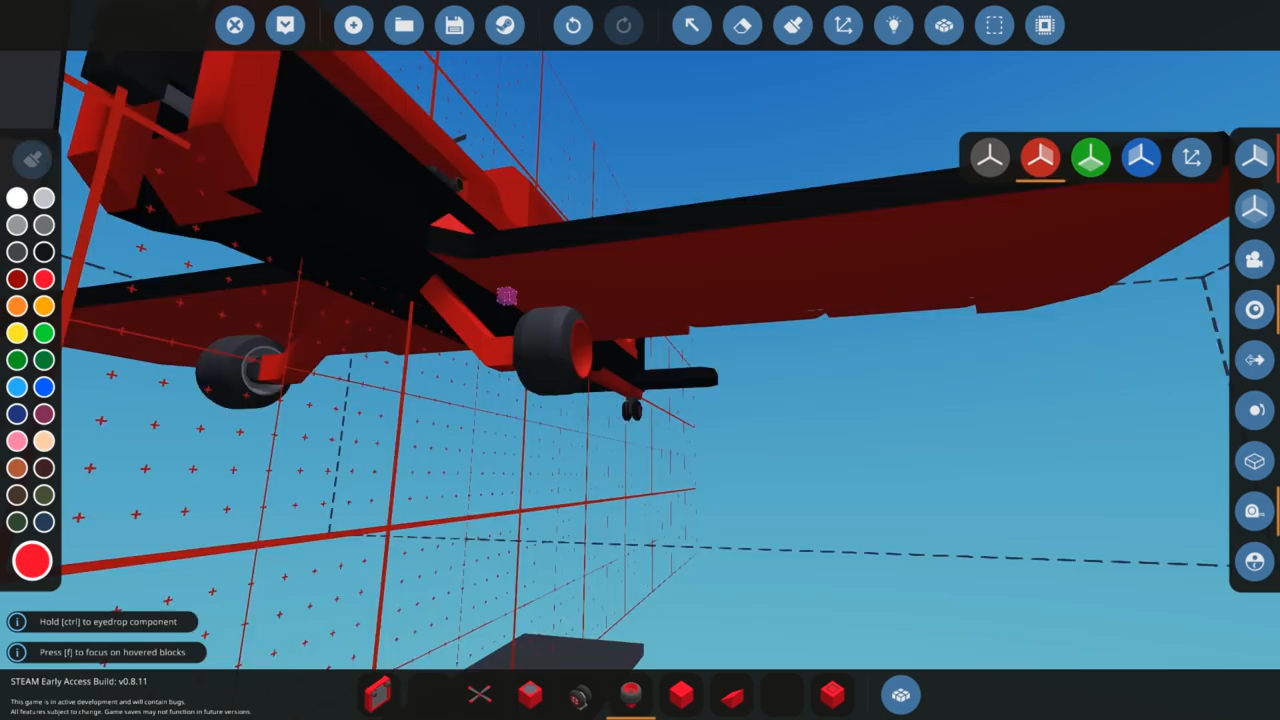 Hold [ctrl] to eyedrop component
Press [f] to focus on hovered blocks
STEAM Early Access Build: v0.8.11
This game is in active development and will contain bugs.
All features subject to change. Game saves may not function in future versions.